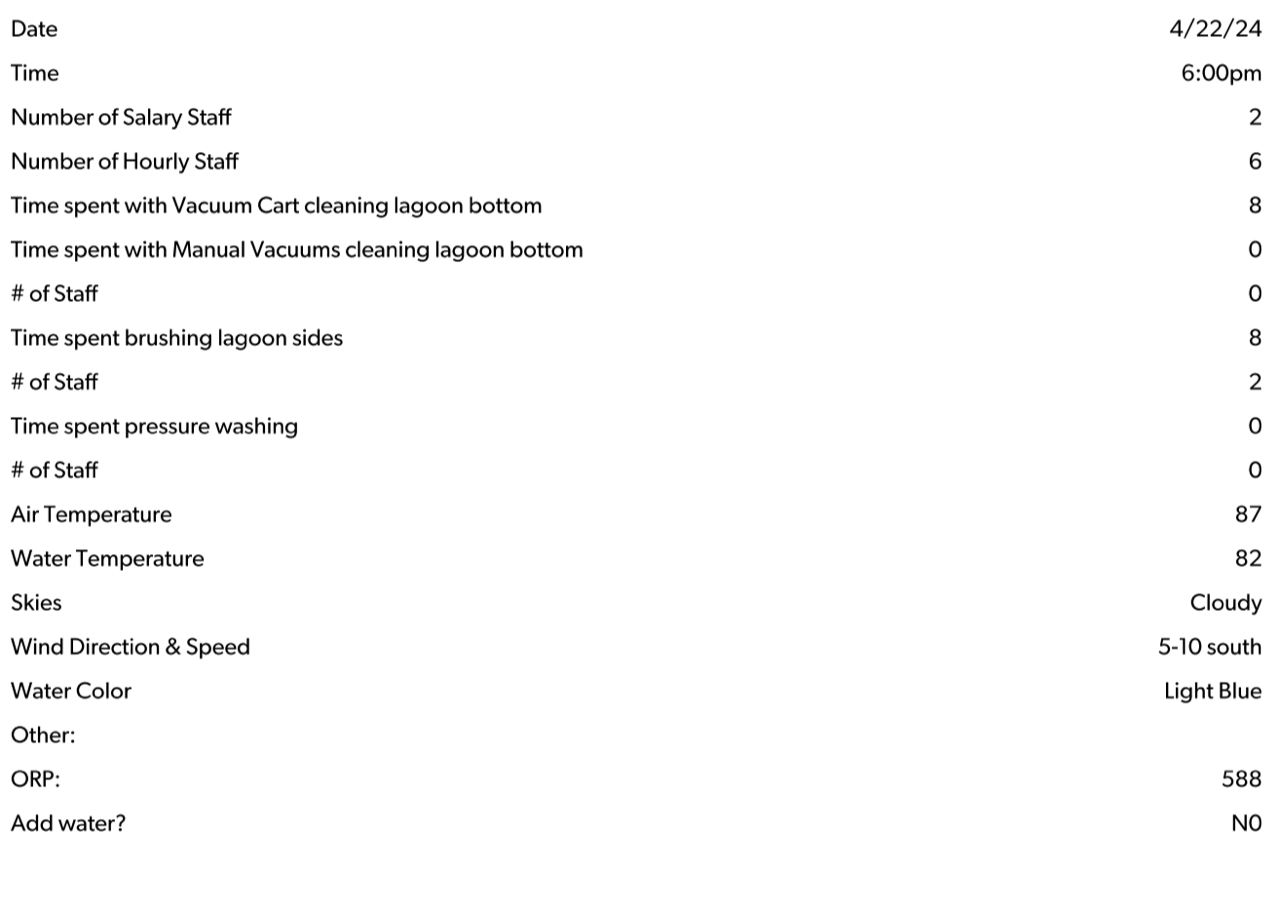 Date 4/22/24
Time 6:00pm
Number of Salary Staff 2
Number of Hourly Staff 6
Time spent with Vacuum Cart cleaning lagoon bottom 8
Time spent with Manual Vacuums cleaning lagoon bottom 0
# of Staff 0
Time spent brushing lagoon sides 8
# of Staff 2
Time spent pressure washing 0
# of Staff 0
Air Temperature 87
Water Temperature 82
Skies Cloudy
Wind Direction & Speed 5-10 south
Water Color Light Blue
Other:
ORP: 588
Add water? N0